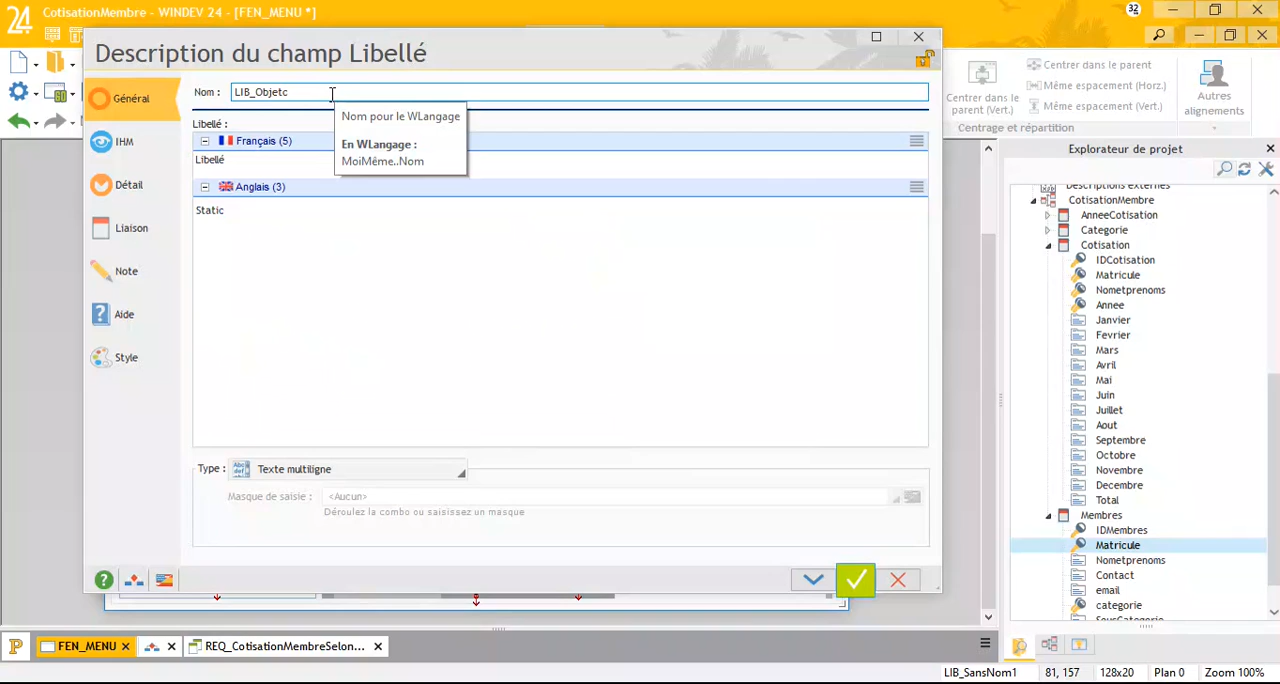 24 CotisationMembre - WINDEV 24 - [FEN_MENU *]
32
Description du champ Libellé
Général
IHM
Détail
Liaison
Note
Aide
Style
Nom : LIB_Objetc
Nom pour le WLangage
En WLangage :
MoiMême..Nom
Libellé :
Français (5)
Libellé
Anglais (3)
Static
Type : Texte multiligne
Masque de saisie : <Aucun>
Déroulez la combo ou saisissez un masque
Centrer dans le
parent (Vert.)
Centrer dans le parent
Même espacement (Horz.)
Même espacement (Vert.)
Autres
alignements
Centrage et répartition
Explorateur de projet
Descriptions externes
CotisationMembre
AnneeCotisation
Categorie
Cotisation
IDCotisation
Matricule
Nometprenoms
Annee
Janvier
Fevrier
Mars
Avril
Mai
Juin
Juillet
Aout
Septembre
Octobre
Novembre
Decembre
Total
Membres
IDMembres
Matricule
Nometprenoms
Contact
email
categorie
SousCategorie
FEN_MENU
REQ_CotisationMembreSelon...
LIB_SansNom1
81, 157
128x20
Plan 0
Zoom 100%